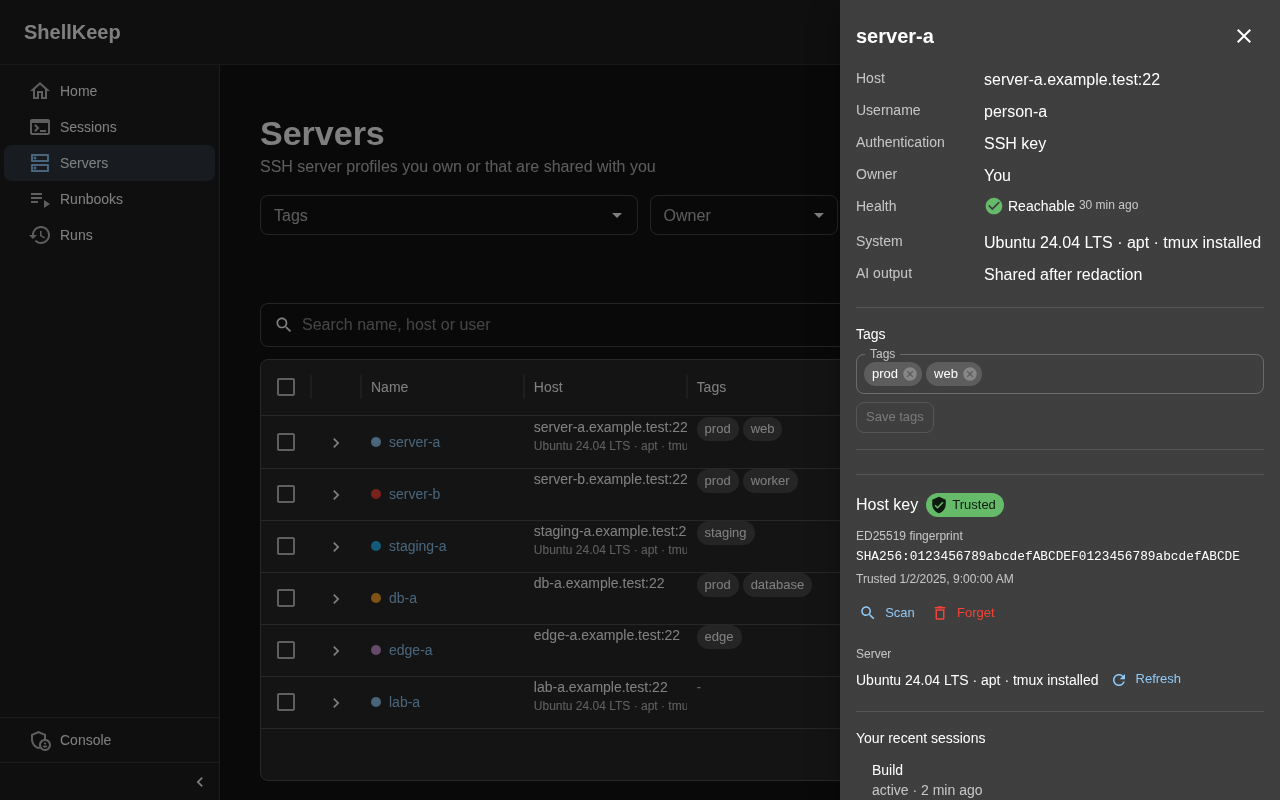 ShellKeep
Home
Sessions
Servers
Runbooks
Runs
Console
Servers
SSH server profiles you own or that are shared with you
Tags
Owner
Search name, host or user
Name Host Tags
server-a server-a.example.test:22 prod web
Ubuntu 24.04 LTS · apt · tmu
server-b server-b.example.test:22 prod worker
staging-a staging-a.example.test:2 staging
Ubuntu 24.04 LTS · apt · tmu
db-a db-a.example.test:22 prod database
edge-a edge-a.example.test:22 edge
lab-a lab-a.example.test:22 -
Ubuntu 24.04 LTS · apt · tmu
server-a
Host server-a.example.test:22
Username person-a
Authentication SSH key
Owner You
Health Reachable 30 min ago
System Ubuntu 24.04 LTS · apt · tmux installed
AI output Shared after redaction
Tags
Tags
prod web
Save tags
Host key Trusted
ED25519 fingerprint
SHA256:0123456789abcdefABCDEF0123456789abcdefABCDE
Trusted 1/2/2025, 9:00:00 AM
Scan Forget
Server
Ubuntu 24.04 LTS · apt · tmux installed Refresh
Your recent sessions
Build
active · 2 min ago